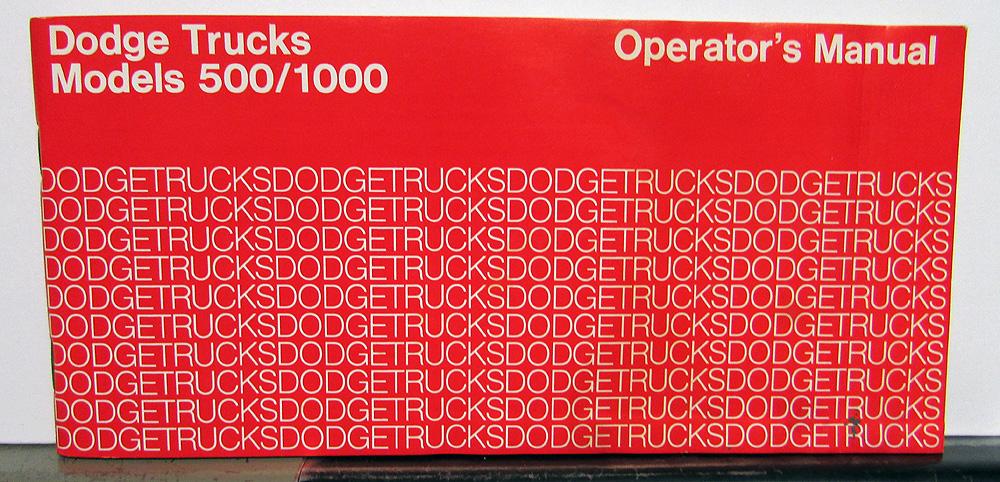 Dodge Trucks
Models 500/1000
Operator's Manual
DODGETRUCKSDODGETRUCKSDODGETRUCKSDODGETRUCKS
DODGETRUCKSDODGETRUCKSDODGETRUCKSDODGETRUCKS
DODGETRUCKSDODGETRUCKSDODGETRUCKSDODGETRUCKS
DODGETRUCKSDODGETRUCKSDODGETRUCKSDODGETRUCKS
DODGETRUCKSDODGETRUCKSDODGETRUCKSDODGETRUCKS
DODGETRUCKSDODGETRUCKSDODGETRUCKSDODGETRUCKS
DODGETRUCKSDODGETRUCKSDODGETRUCKSDODGETRUCKS
DODGETRUCKSDODGETRUCKSDODGETRUCKSDODGETRUCKS
DODGETRUCKSDODGETRUCKSDODGETRUCKSDODGETRUCKS
DODGETRUCKSDODGETRUCKSDODGETRUCKSDODGETRUCKS